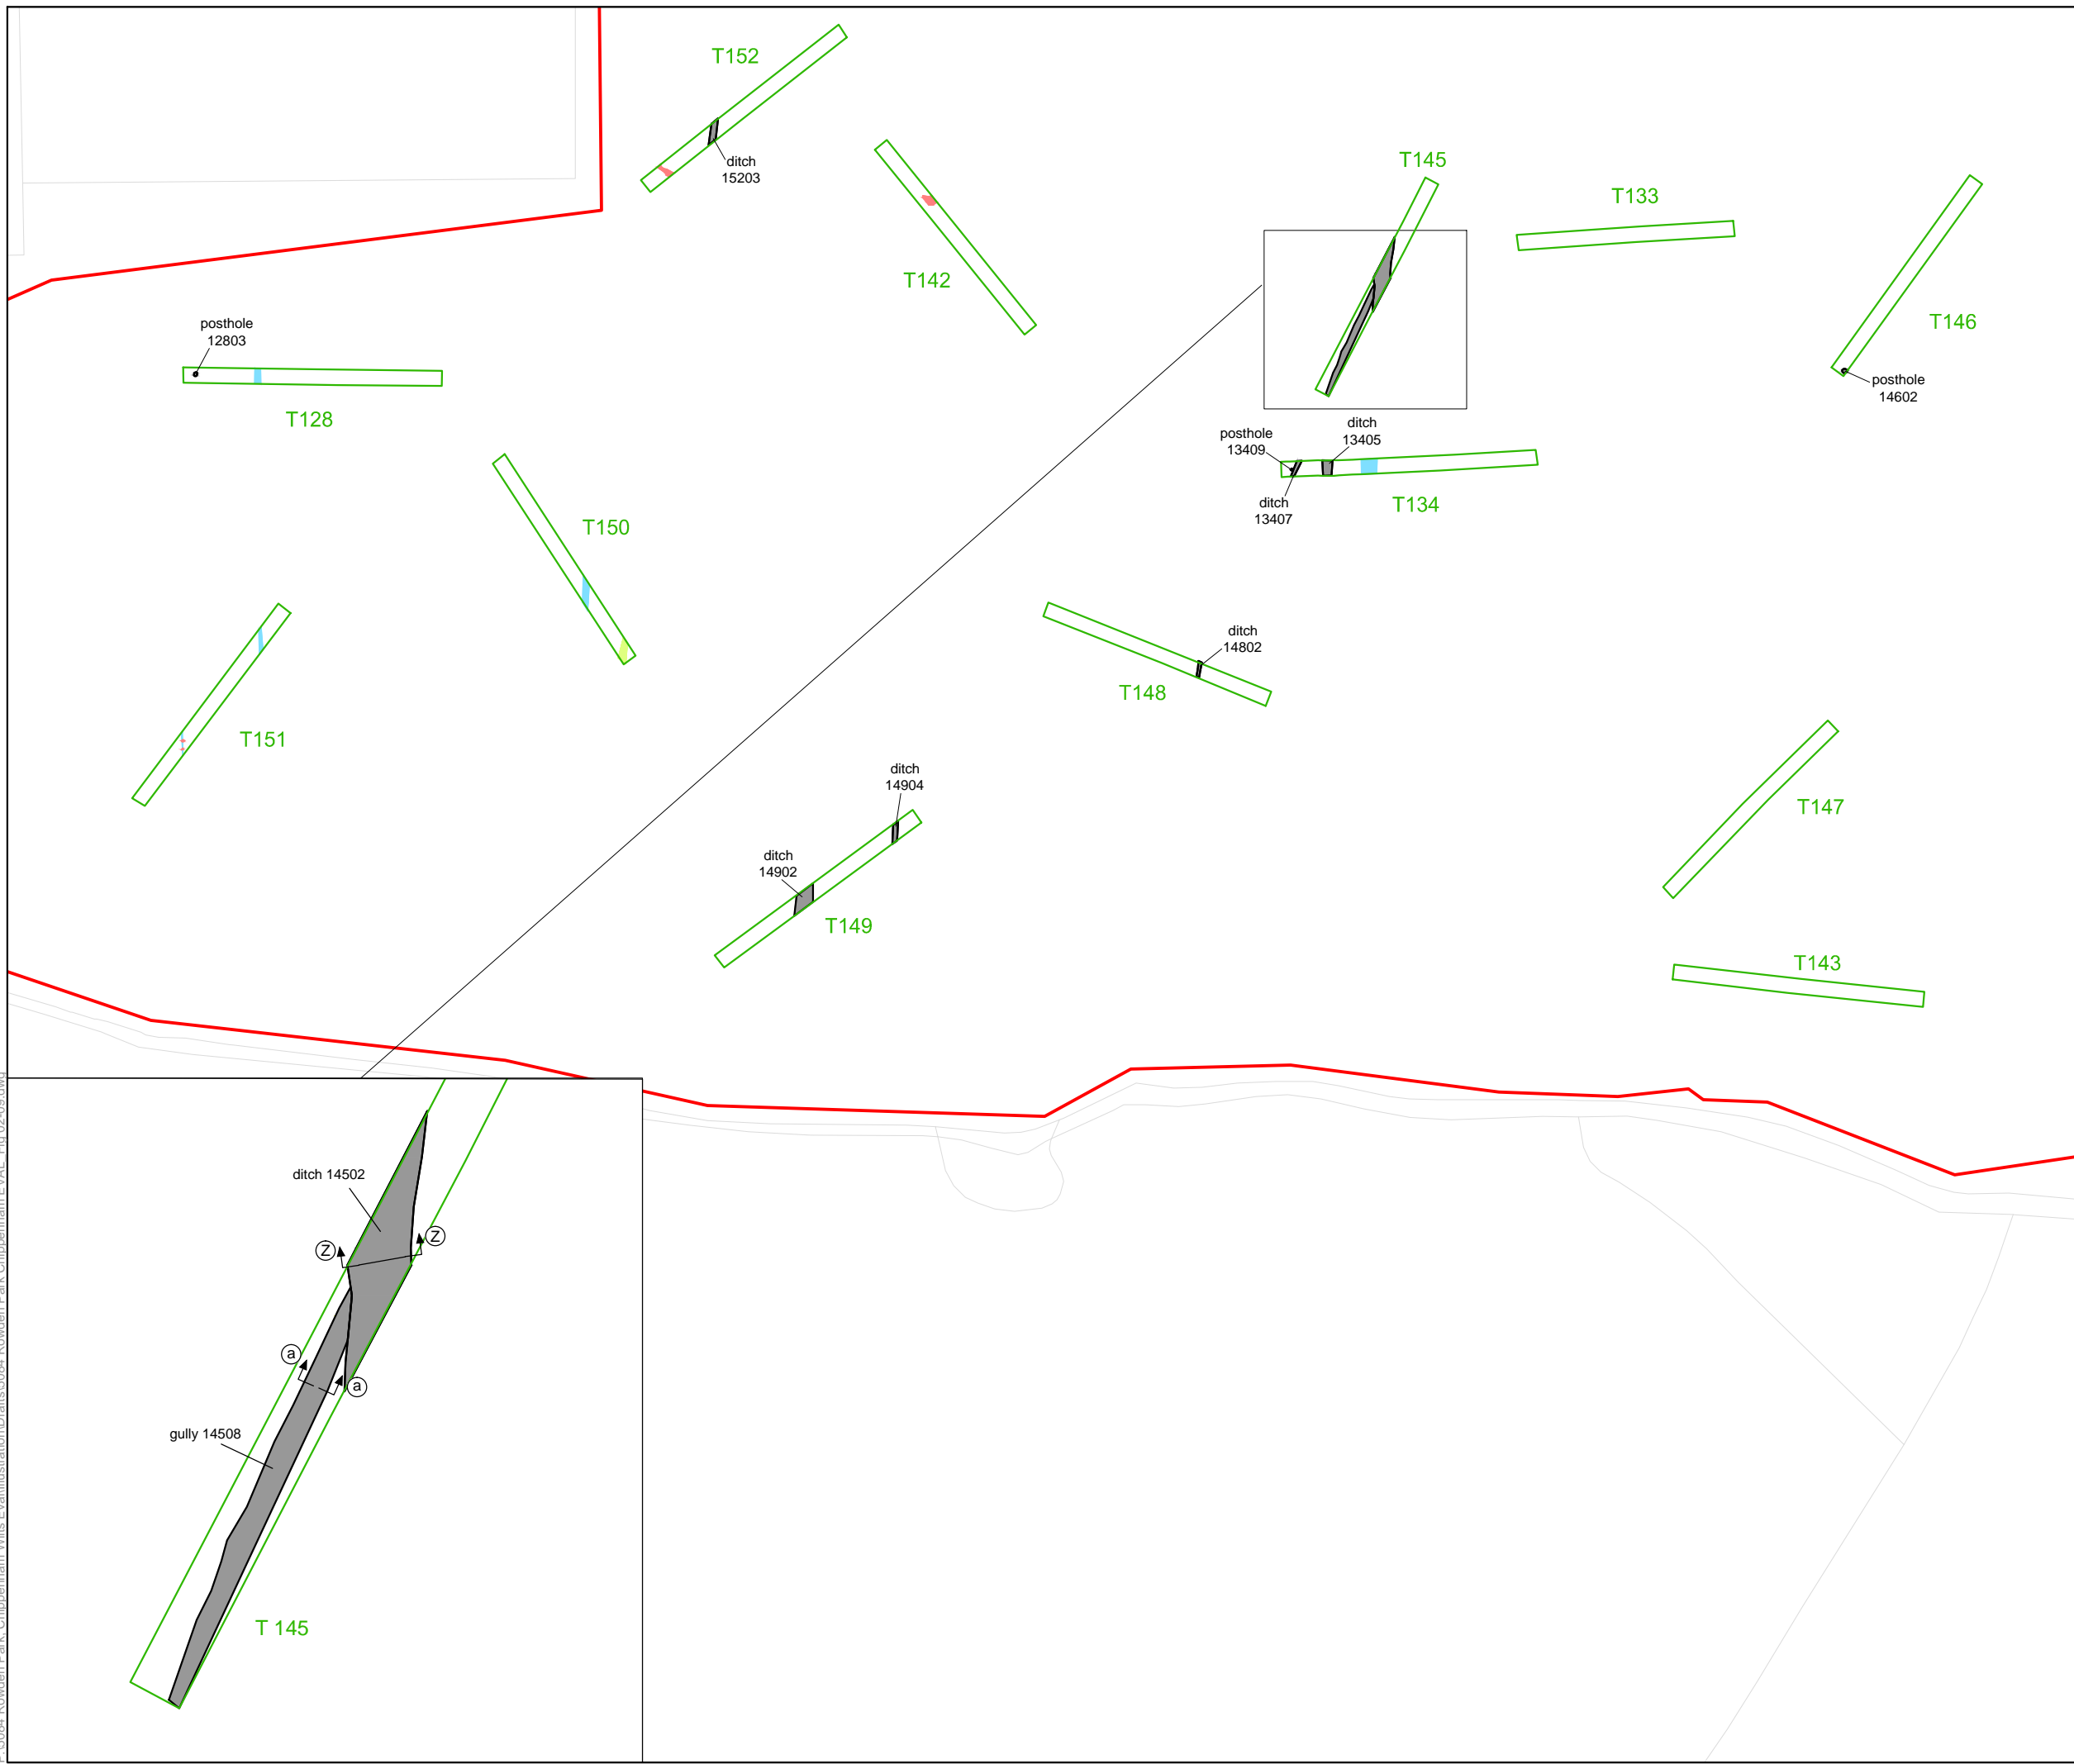 T152
ditch
15203
T142
T145
T133
T146
posthole
12803
T128
posthole
14602
posthole
13409
ditch
13405
ditch
13407
T134
T150
ditch
14802
T148
T151
ditch
14904
ditch
14902
T149
T147
T143
ditch 14502
Z
Z
a
a
gully 14508
T 145